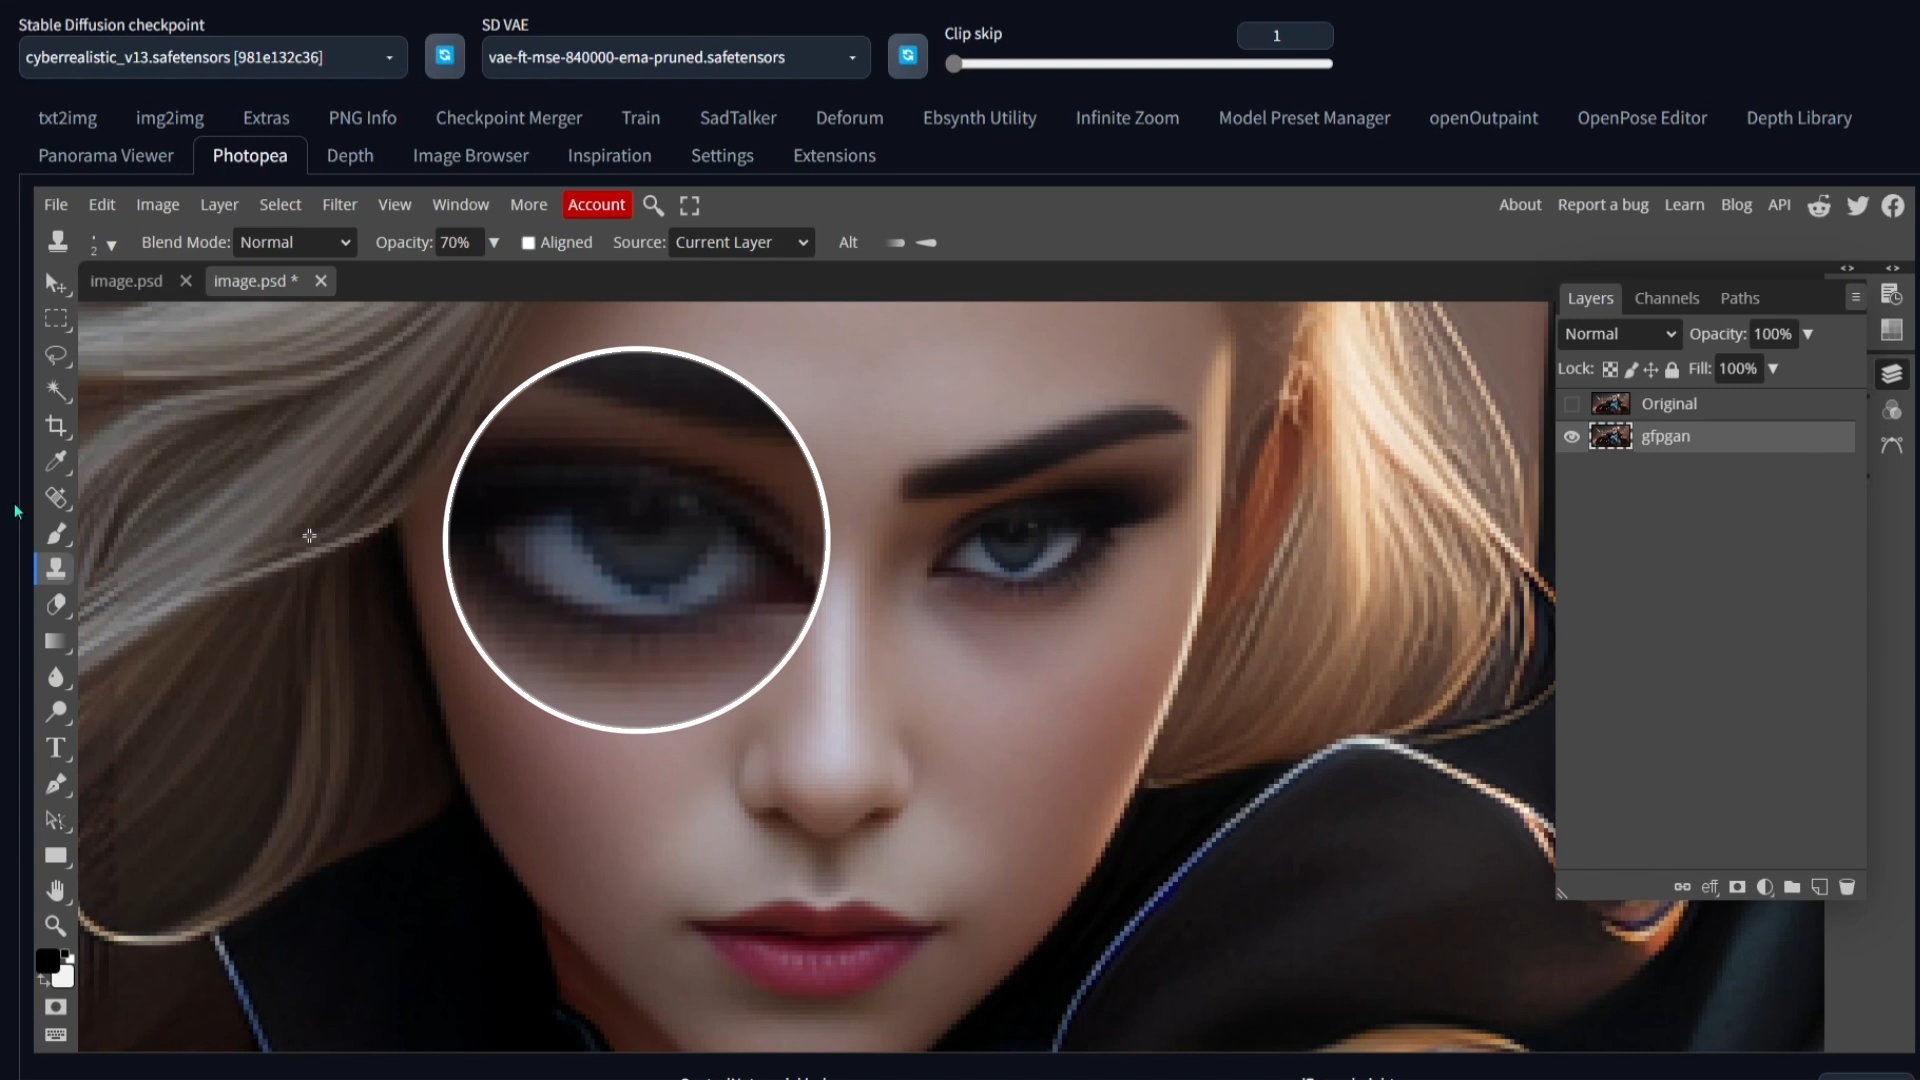 Stable Diffusion checkpoint
SD VAE
Clip skip
1
cyberrealistic_v13.safetensors [981e132c36]
vae-ft-mse-840000-ema-pruned.safetensors
txt2img img2img Extras PNG Info Checkpoint Merger Train SadTalker Deforum Ebsynth Utility Infinite Zoom Model Preset Manager openOutpaint OpenPose Editor Depth Library
Panorama Viewer Photopea Depth Image Browser Inspiration Settings Extensions
File Edit Image Layer Select Filter View Window More Account About Report a bug Learn Blog API
2 Blend Mode: Normal Opacity: 70% Aligned Source: Current Layer Alt
image.psd image.psd *
Layers Channels Paths
Normal Opacity: 100%
Lock: Fill: 100%
Original
gfpgan
eff